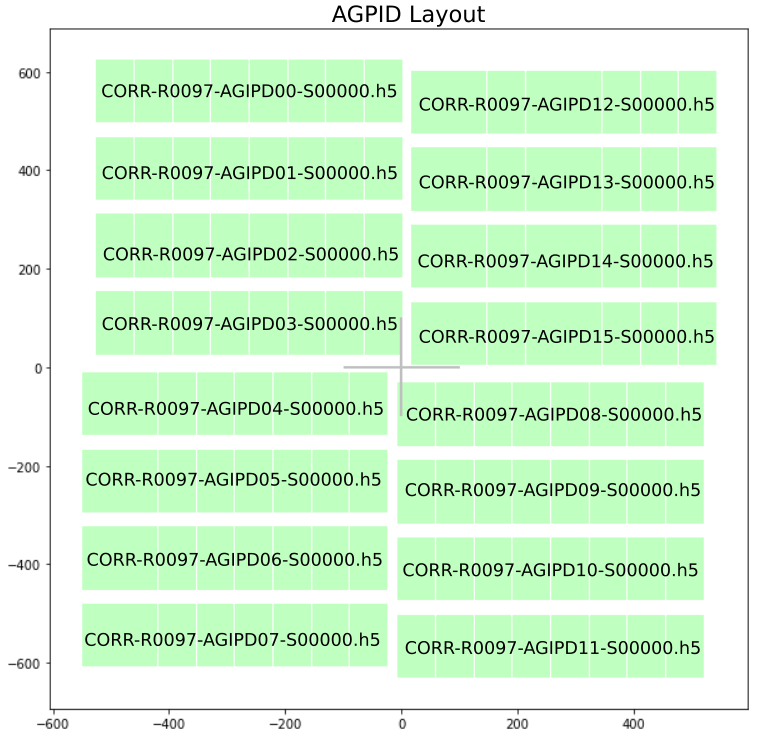 AGPID Layout
600
400
200
0
−200
−400
−600
CORR-R0097-AGIPD00-S00000.h5
CORR-R0097-AGIPD01-S00000.h5
CORR-R0097-AGIPD02-S00000.h5
CORR-R0097-AGIPD03-S00000.h5
CORR-R0097-AGIPD04-S00000.h5
CORR-R0097-AGIPD05-S00000.h5
CORR-R0097-AGIPD06-S00000.h5
CORR-R0097-AGIPD07-S00000.h5
CORR-R0097-AGIPD12-S00000.h5
CORR-R0097-AGIPD13-S00000.h5
CORR-R0097-AGIPD14-S00000.h5
CORR-R0097-AGIPD15-S00000.h5
CORR-R0097-AGIPD08-S00000.h5
CORR-R0097-AGIPD09-S00000.h5
CORR-R0097-AGIPD10-S00000.h5
CORR-R0097-AGIPD11-S00000.h5
−600 −400 −200 0 200 400